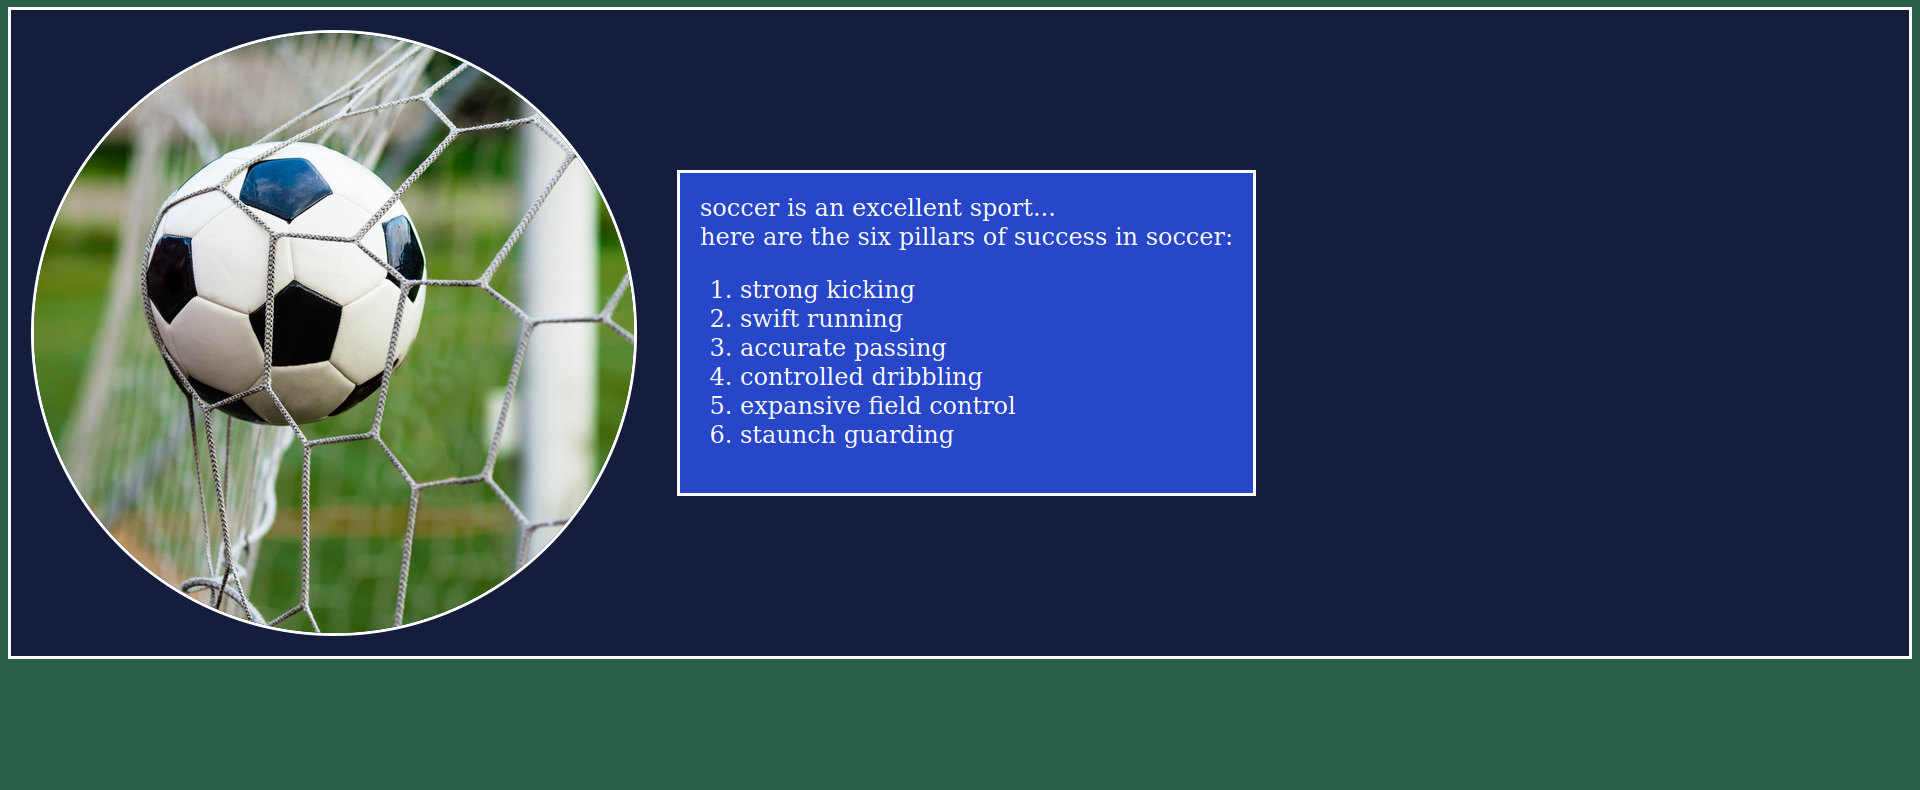 soccer is an excellent sport...
here are the six pillars of success in soccer:
1. strong kicking
2. swift running
3. accurate passing
4. controlled dribbling
5. expansive field control
6. staunch guarding